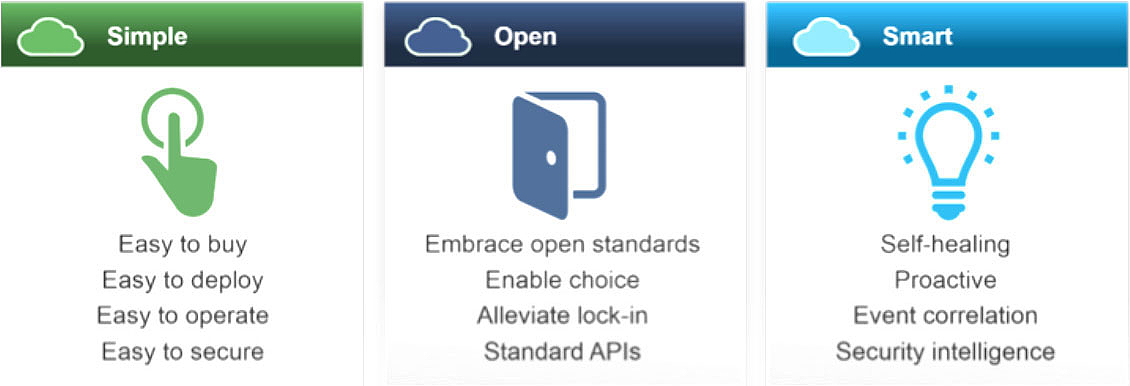 Simple
Easy to buy
Easy to deploy
Easy to operate
Easy to secure
Open
Embrace open standards
Enable choice
Alleviate lock-in
Standard APIs
Smart
Self-healing
Proactive
Event correlation
Security intelligence